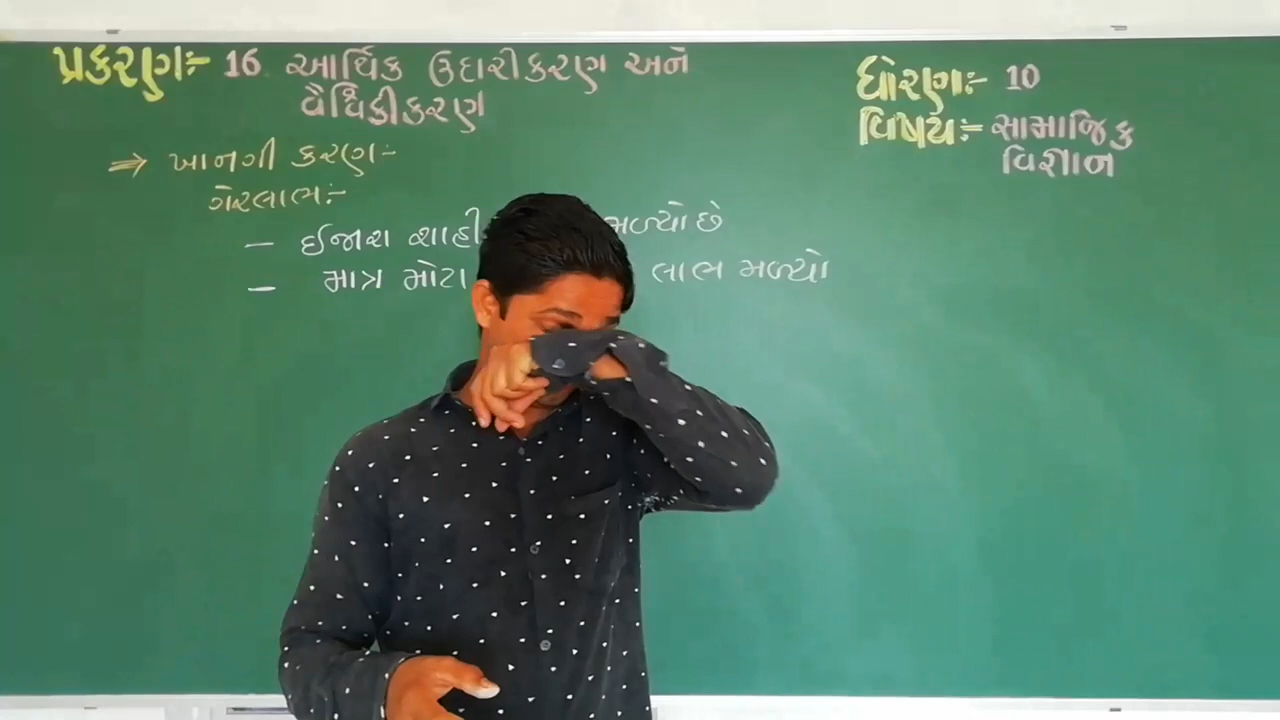 પ્રકરણઃ- 16 આર્થિક ઉદારીકરણ અને
વૈશ્વિકીકરણ
ધોરણઃ- 10
વિષયઃ- સામાજિક
વિજ્ઞાન
⇒ ખાનગી કરણઃ-
ગેરલાભઃ-
- ઈજારા શાહી મળ્યો છે
- માત્ર મોટા લાભ મળ્યો